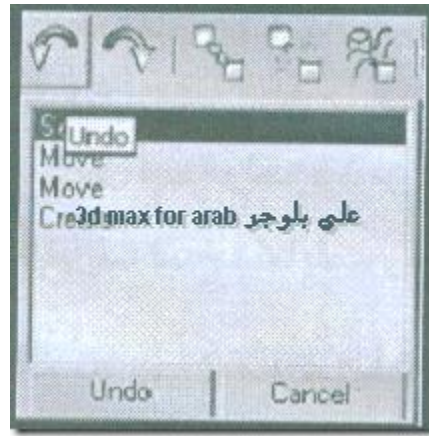 Undo
Move
Move
3d max for arab علي بلوجر
Undo
Cancel